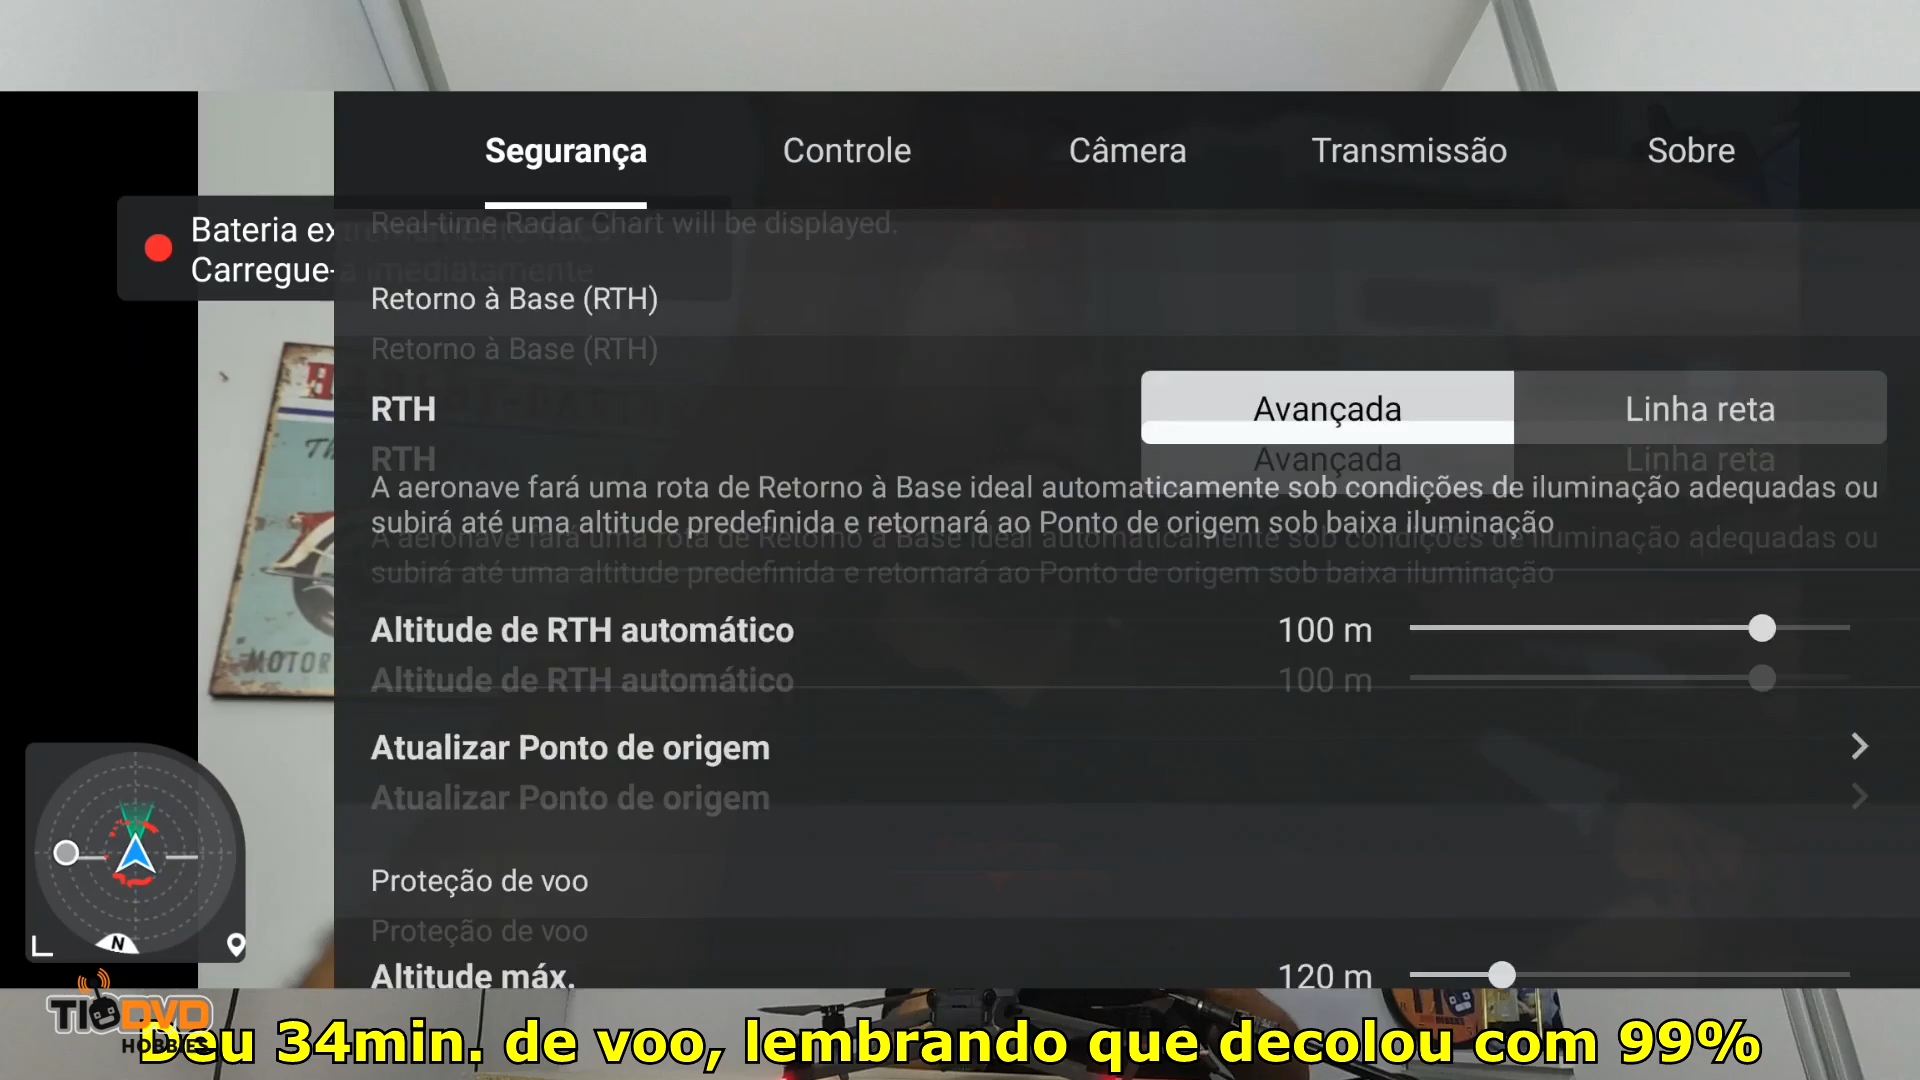 Segurança
Controle
Câmera
Transmissão
Sobre
Real-time Radar Chart will be displayed.
Bateria ex
Carregue-a imediatamente
Retorno à Base (RTH)
Retorno à Base (RTH)
RTH
Avançada
Linha reta
RTH
Avançada
Linha reta
A aeronave fará uma rota de Retorno à Base ideal automaticamente sob condições de iluminação adequadas ou
subirá até uma altitude predefinida e retornará ao Ponto de origem sob baixa iluminação
A aeronave fará uma rota de Retorno à Base ideal automaticamente sob condições de iluminação adequadas ou
subirá até uma altitude predefinida e retornará ao Ponto de origem sob baixa iluminação
Altitude de RTH automático
100 m
Altitude de RTH automático
100 m
MOTOR
Atualizar Ponto de origem
Atualizar Ponto de origem
Proteção de voo
Proteção de voo
N
Altitude máx.
120 m
TIODVD
HOBBIES
Deu 34min. de voo, lembrando que decolou com 99%